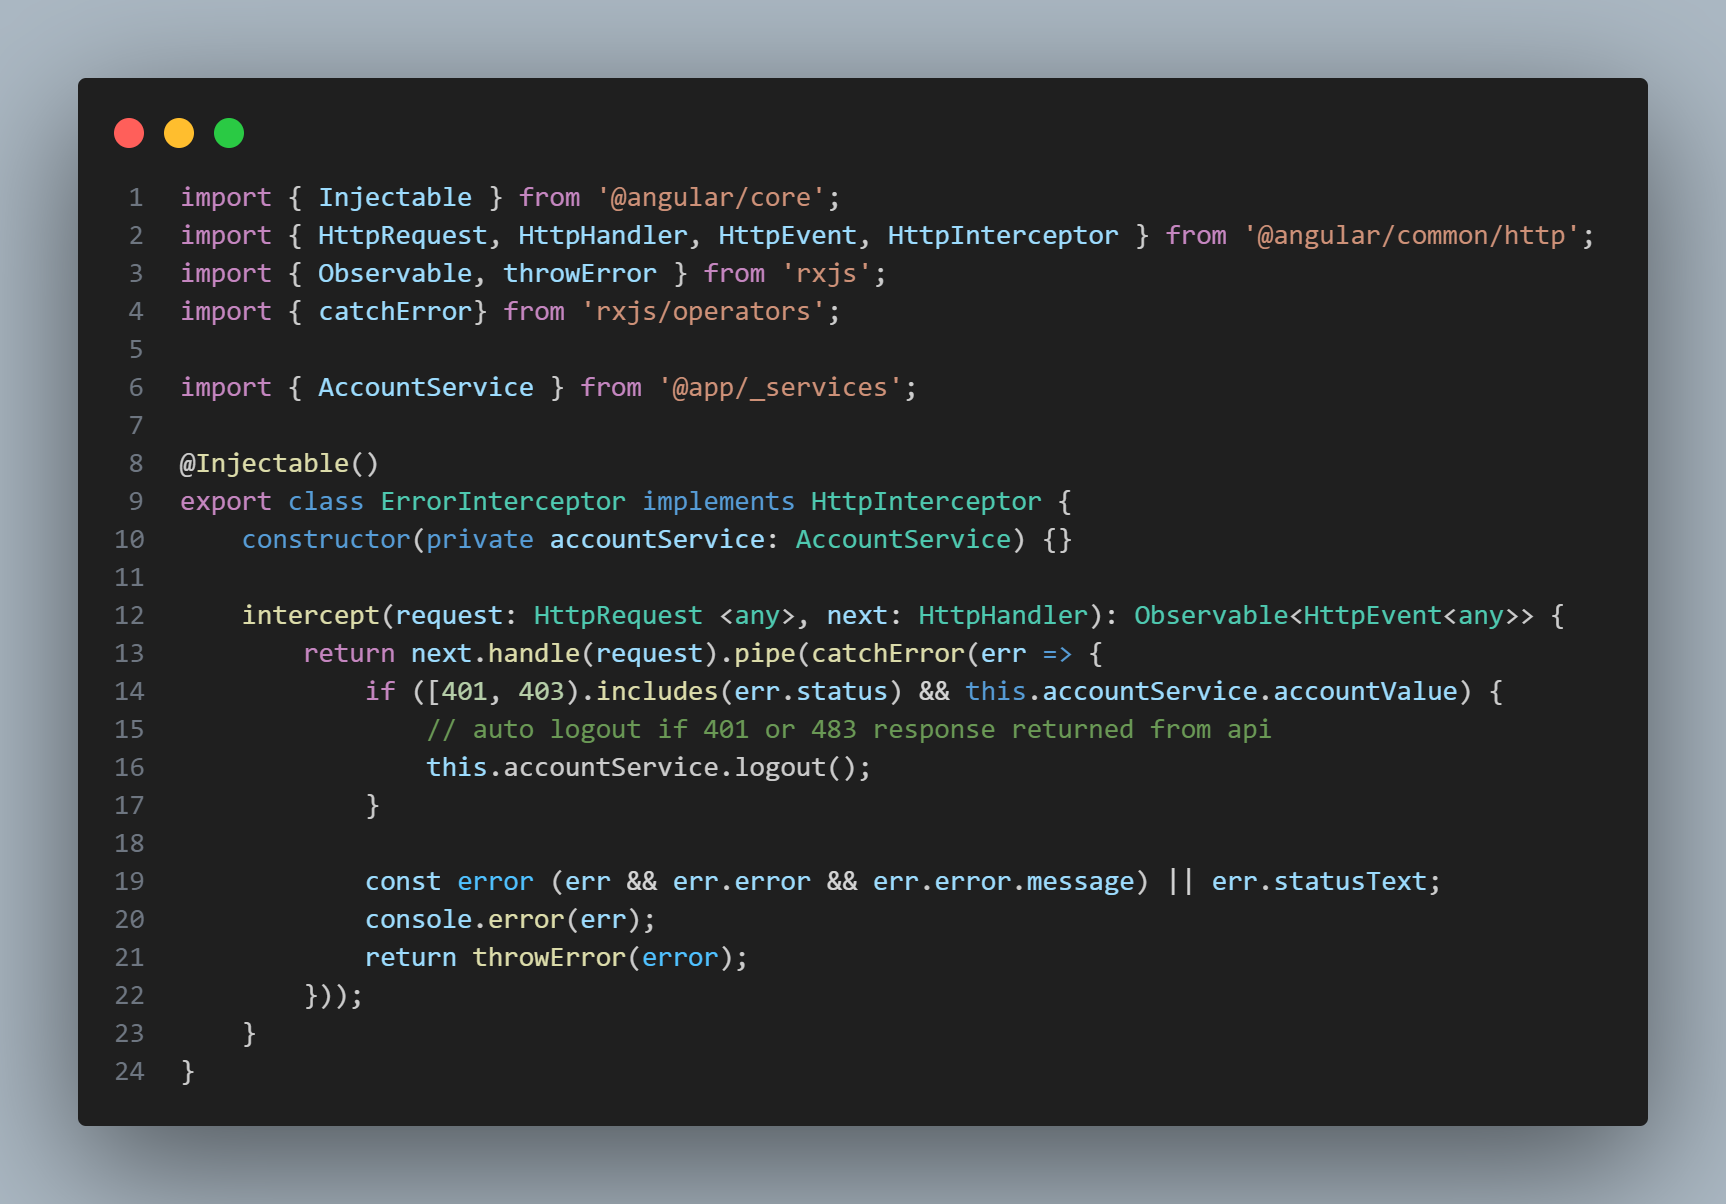 1 import { Injectable } from '@angular/core';
2 import { HttpRequest, HttpHandler, HttpEvent, HttpInterceptor } from '@angular/common/http';
3 import { Observable, throwError } from 'rxjs';
4 import { catchError} from 'rxjs/operators';
5
6 import { AccountService } from '@app/_services';
7
8 @Injectable()
9 export class ErrorInterceptor implements HttpInterceptor {
10     constructor(private accountService: AccountService) {}
11
12     intercept(request: HttpRequest <any>, next: HttpHandler): Observable<HttpEvent<any>> {
13         return next.handle(request).pipe(catchError(err => {
14             if ([401, 403).includes(err.status) && this.accountService.accountValue) {
15                 // auto logout if 401 or 483 response returned from api
16                 this.accountService.logout();
17             }
18
19             const error (err && err.error && err.error.message) || err.statusText;
20             console.error(err);
21             return throwError(error);
22         }));
23     }
24 }